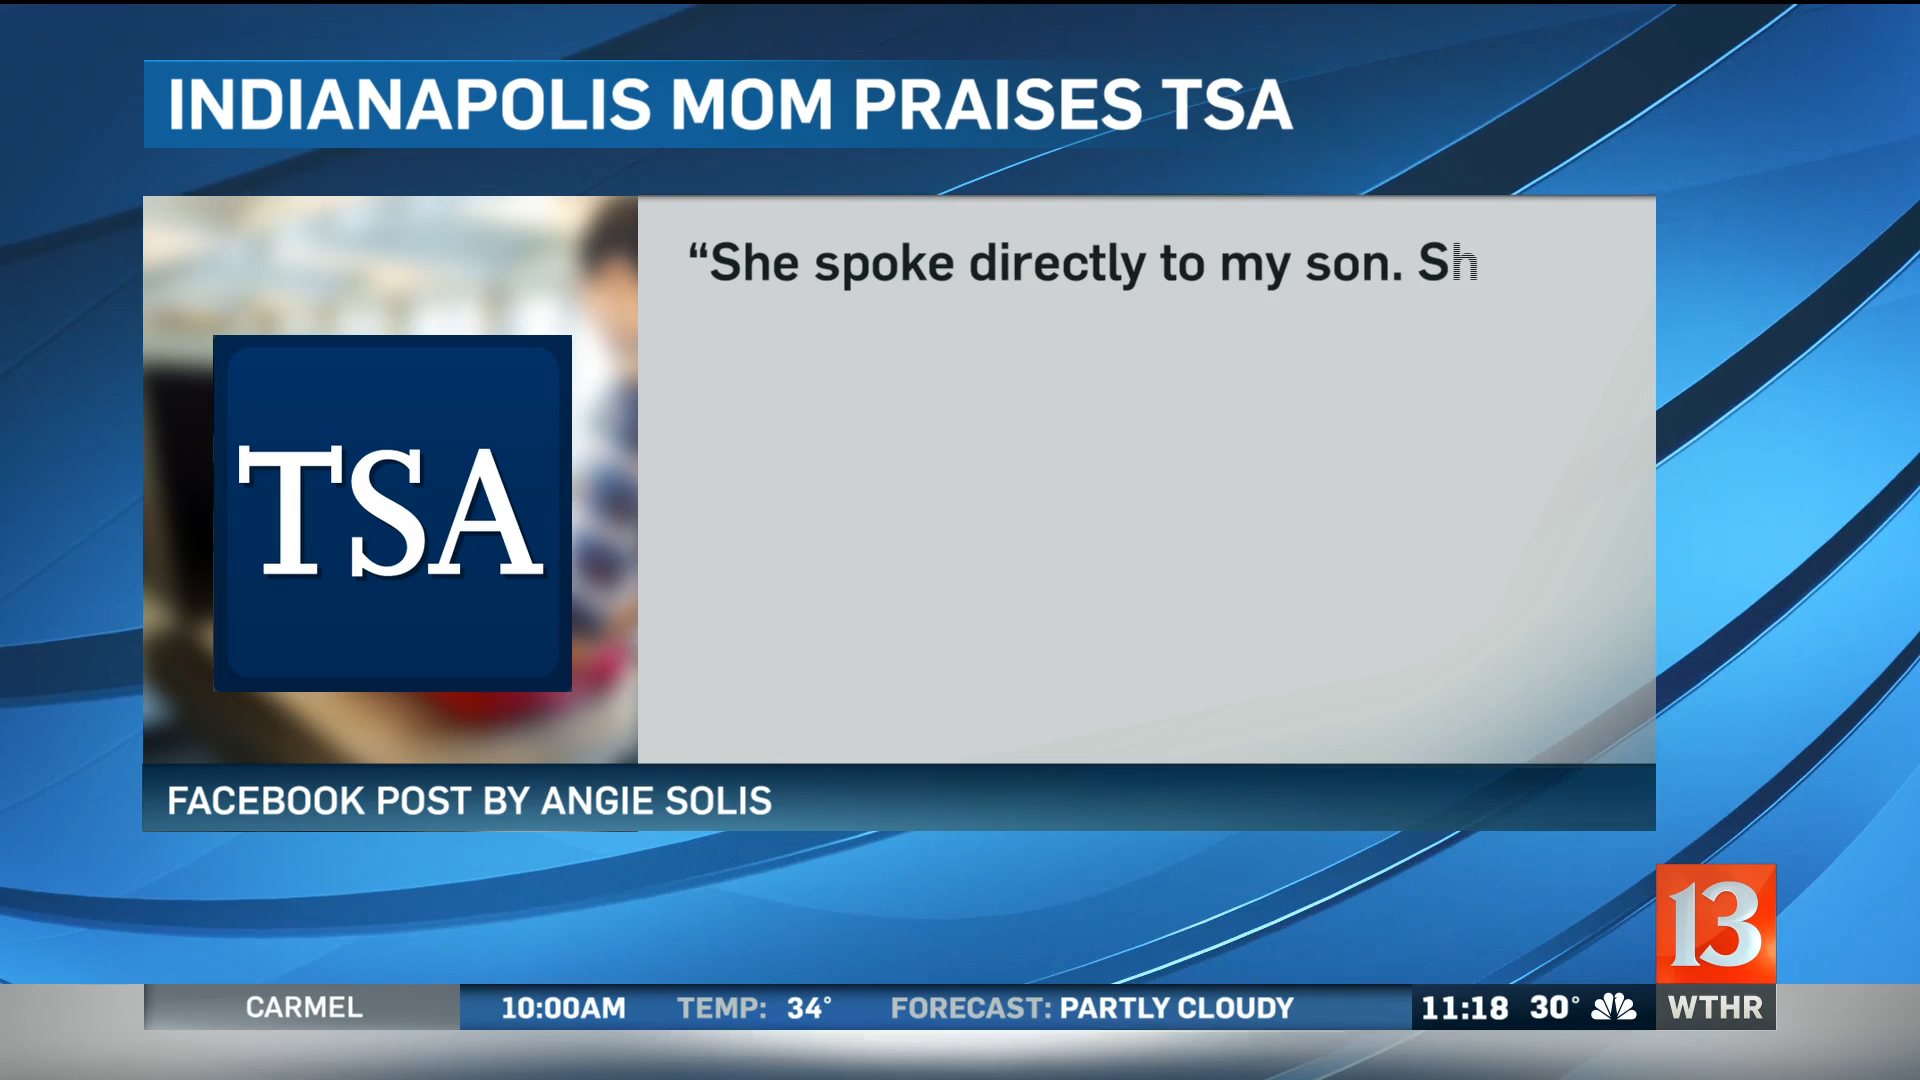 INDIANAPOLIS MOM PRAISES TSA
“She spoke directly to my son. Sh
TSA
FACEBOOK POST BY ANGIE SOLIS
13
CARMEL 10:00AM TEMP: 34° FORECAST: PARTLY CLOUDY 11:18 30° WTHR